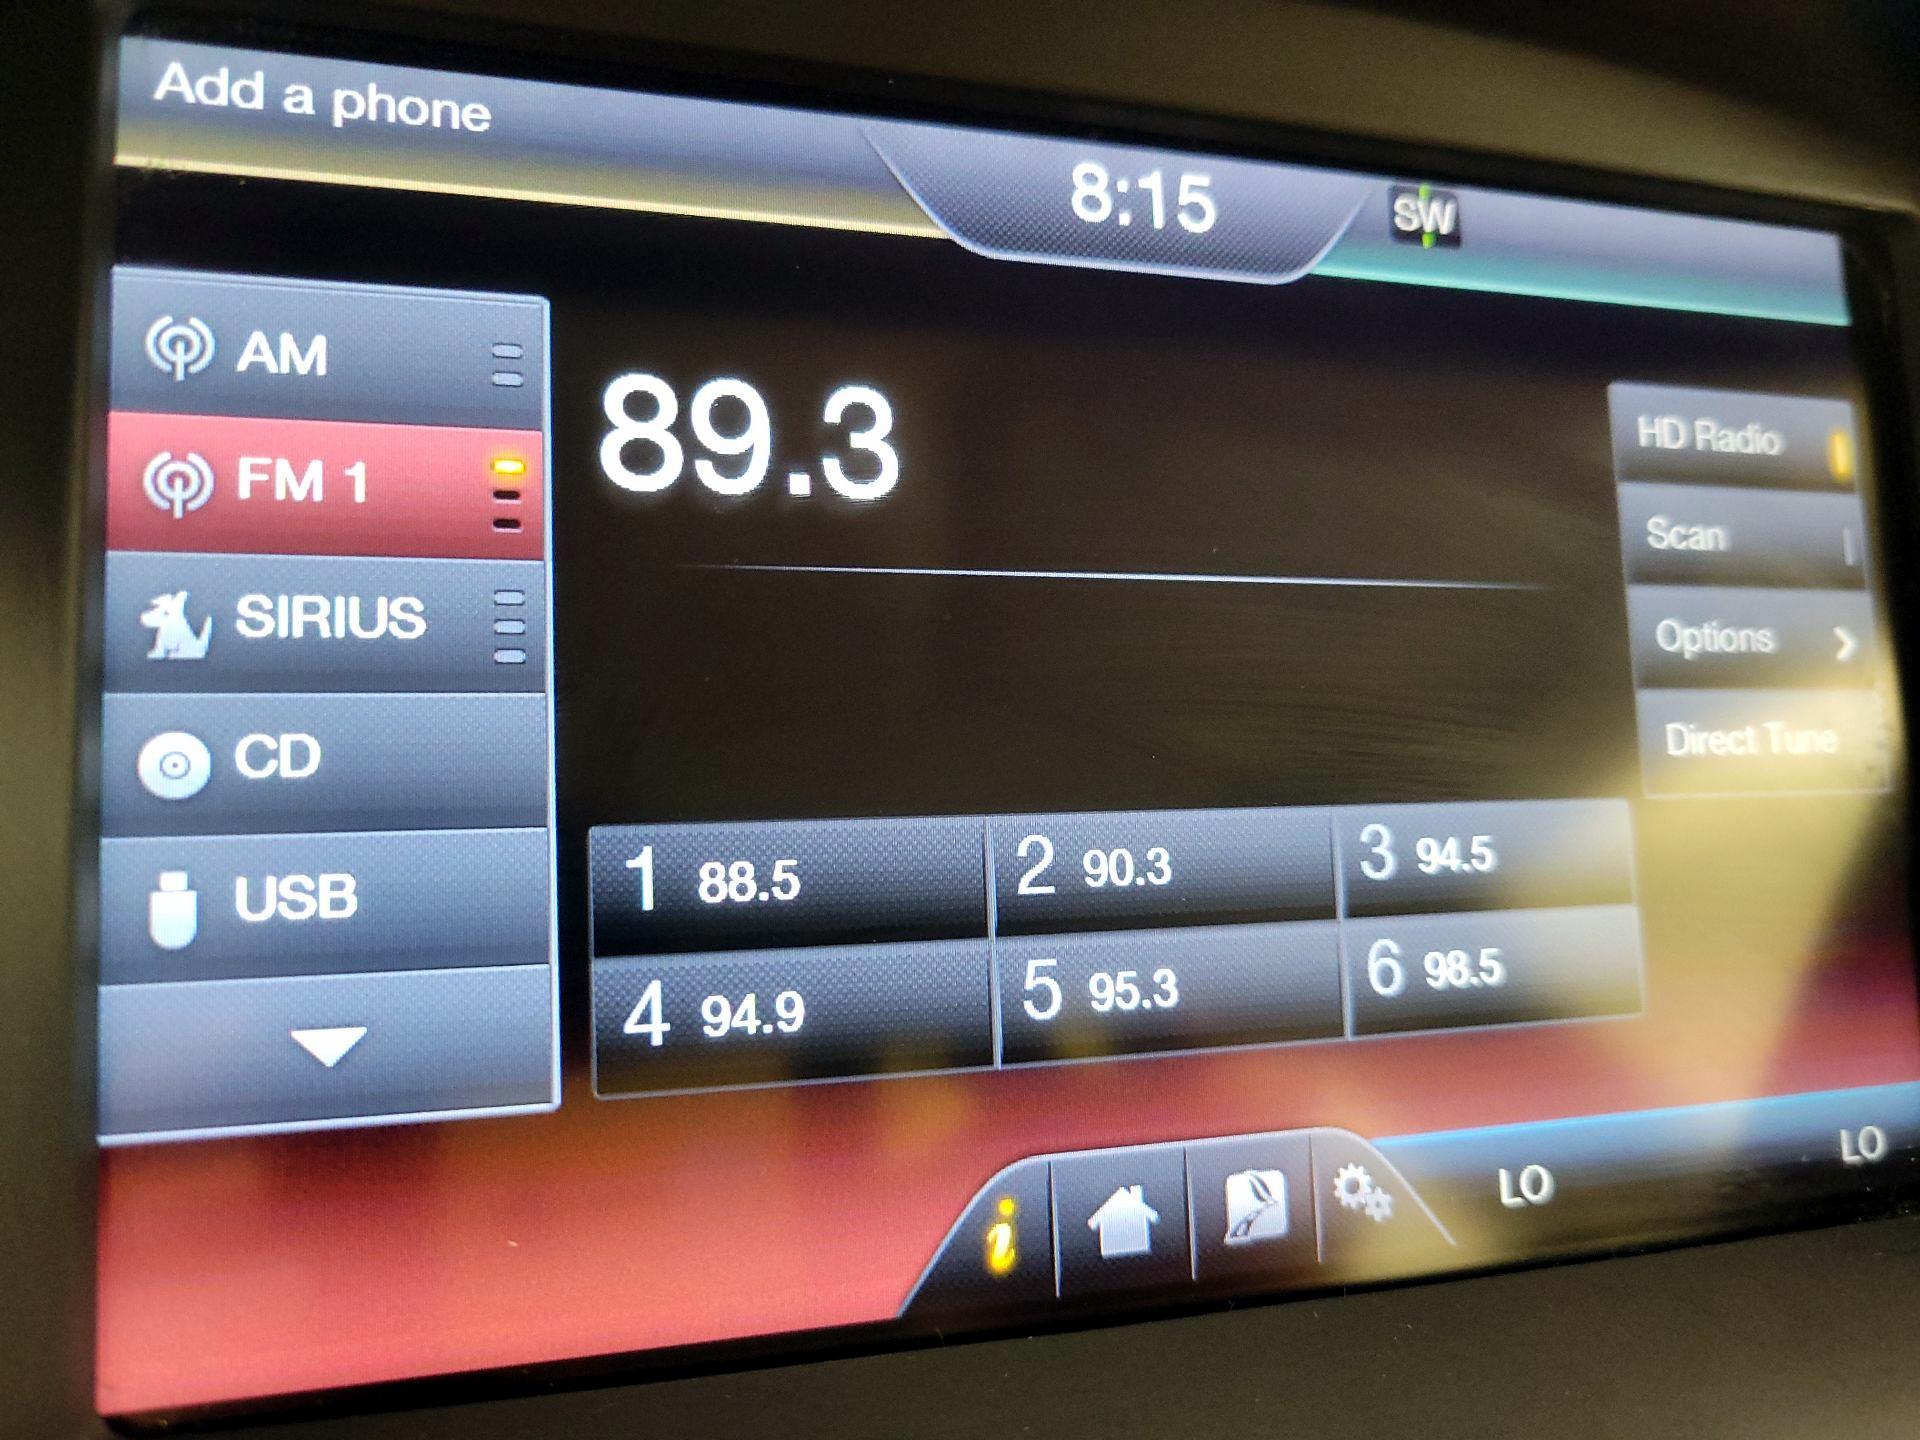 Add a phone
8:15
SW
AM
FM 1
SIRIUS
CD
USB
89.3
HD Radio
Scan
Options
Direct Tune
1 88.5
2 90.3
3 94.5
4 94.9
5 95.3
6 98.5
i
LO
LO